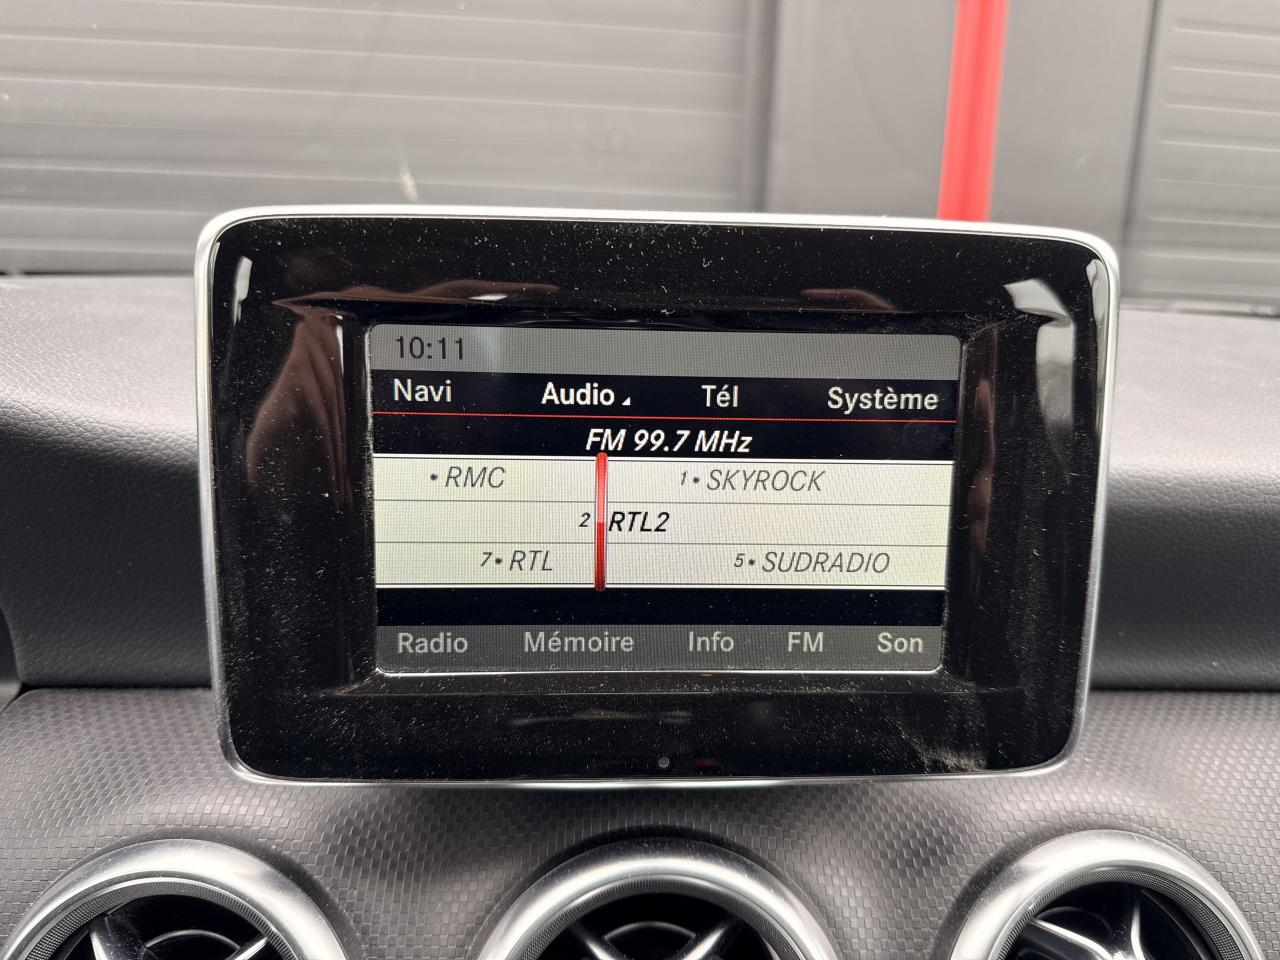 10:11
Navi Audio Tél Système
FM 99.7 MHz
• RMC 1• SKYROCK
2 RTL2
7• RTL 5• SUDRADIO
Radio Mémoire Info FM Son